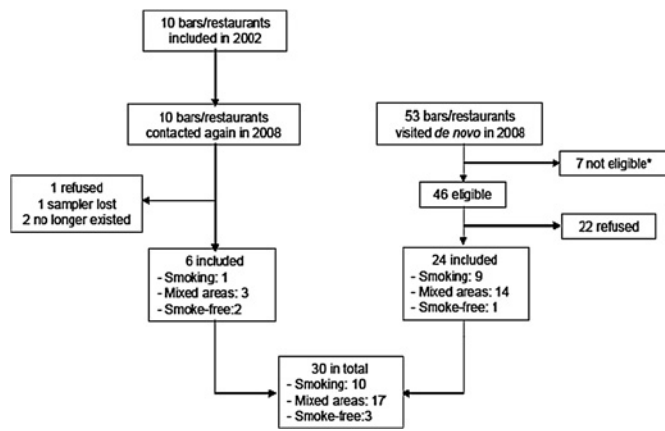 10 bars/restaurants
included in 2002
10 bars/restaurants
contacted again in 2008
53 bars/restaurants
visited de novo in 2008
7 not eligible*
1 refused
1 sampler lost
2 no longer existed
46 eligible
22 refused
6 included
- Smoking: 1
- Mixed areas: 3
- Smoke-free:2
24 included
- Smoking: 9
- Mixed areas: 14
- Smoke-free: 1
30 in total
- Smoking: 10
- Mixed areas: 17
- Smoke-free:3